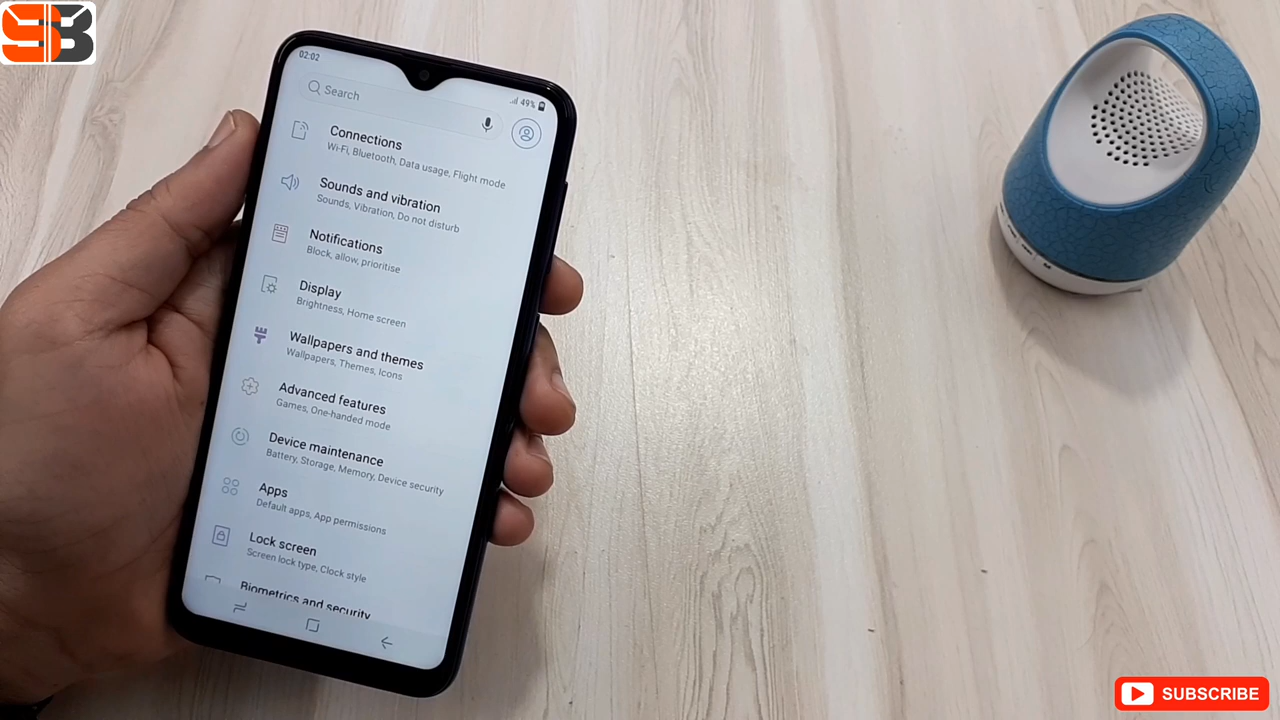 SB
02:02
49%
Search
Connections
Wi-Fi, Bluetooth, Data usage, Flight mode
Sounds and vibration
Sounds, Vibration, Do not disturb
Notifications
Block, allow, prioritise
Display
Brightness, Home screen
Wallpapers and themes
Wallpapers, Themes, Icons
Advanced features
Games, One-handed mode
Device maintenance
Battery, Storage, Memory, Device security
Apps
Default apps, App permissions
Lock screen
Screen lock type, Clock style
Biometrics and security
SUBSCRIBE